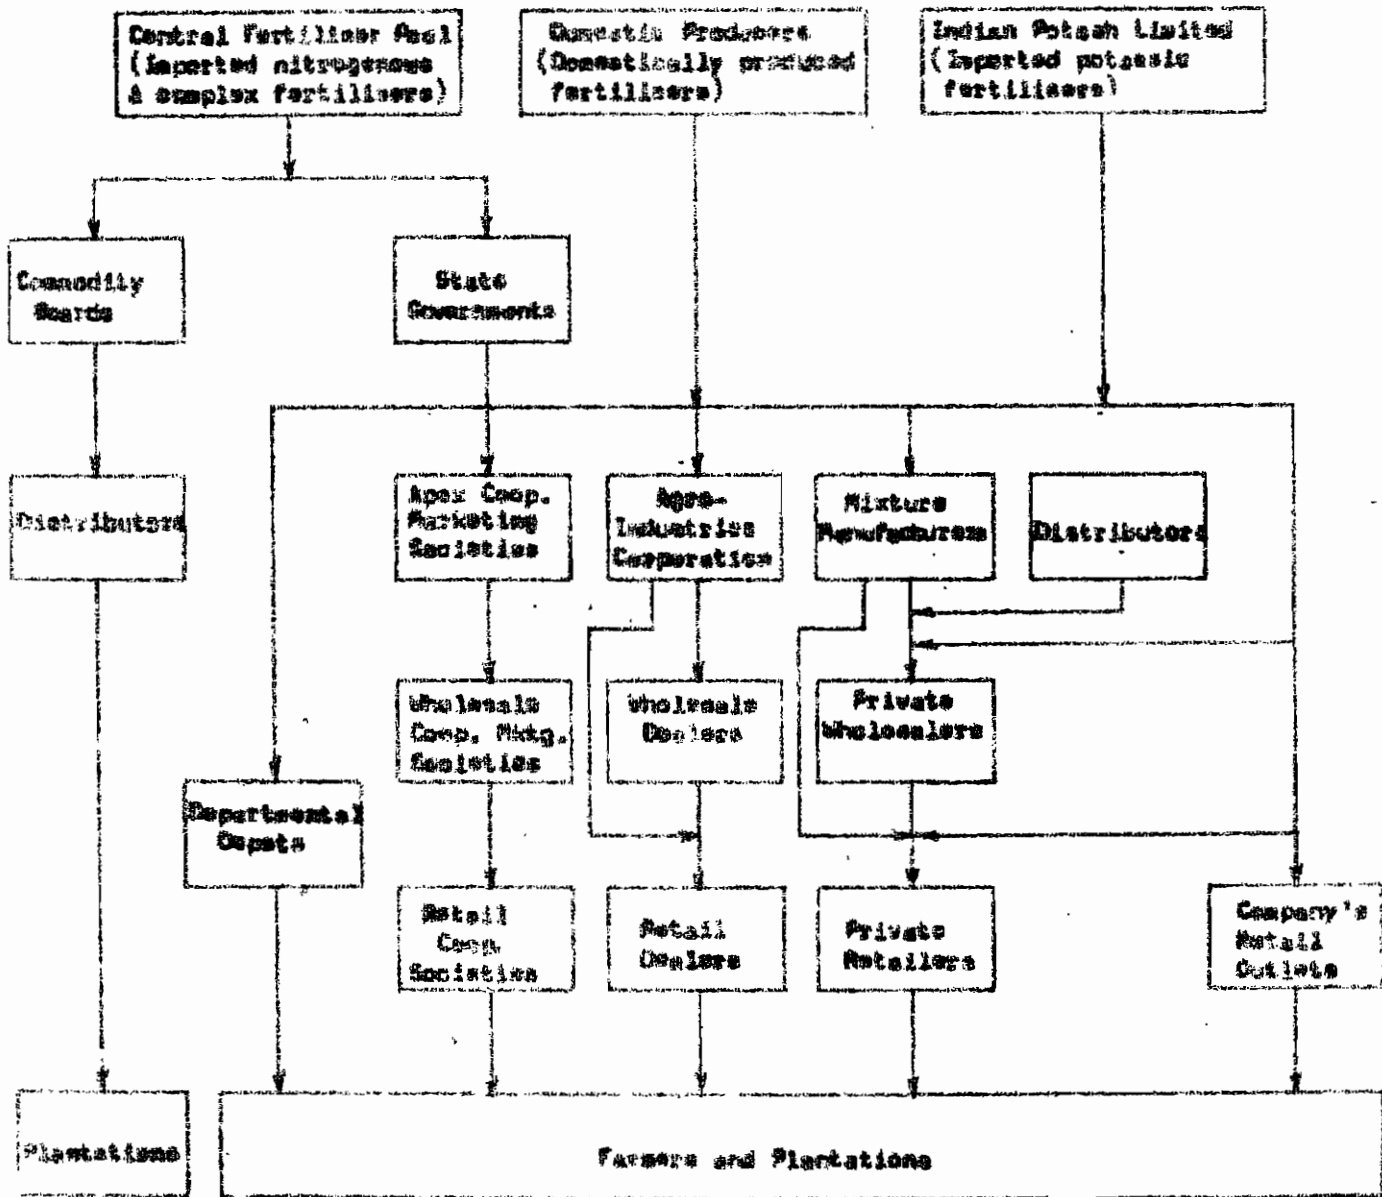 Central Fertiliser Pool
(Imported nitrogenous
& complex fertilisers)
Domestic Producers
(Domestically produced
fertilisers)
Indian Potash Limited
(Imported potassic
fertilisers)
Commodity
Boards
State
Governments
Distributors
Apex Coop.
Marketing
Societies
Agro-
Industries
Corporation
Mixture
Manufacturers
Distributors
Wholesale
Coop. Mktg.
Societies
Wholesale
Dealers
Private
Wholesalers
Departmental
Depots
Retail
Coop.
Societies
Retail
Dealers
Private
Retailers
Company's
Retail
Outlets
Plantations
Farmers and Plantations